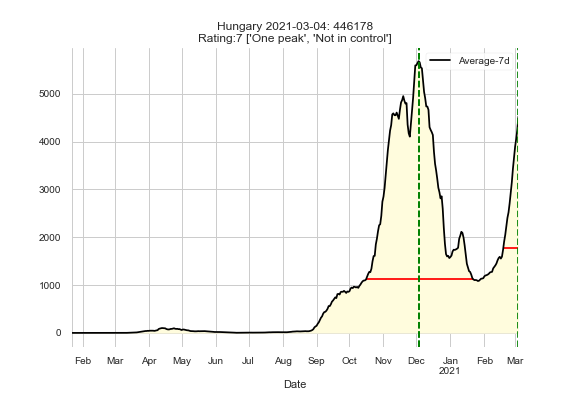 Hungary 2021-03-04: 446178
Rating:7 ['One peak', 'Not in control']
Average-7d
5000
4000
3000
2000
1000
0
Feb Mar Apr May Jun Jul Aug Sep Oct Nov Dec Jan Feb Mar
2021
Date